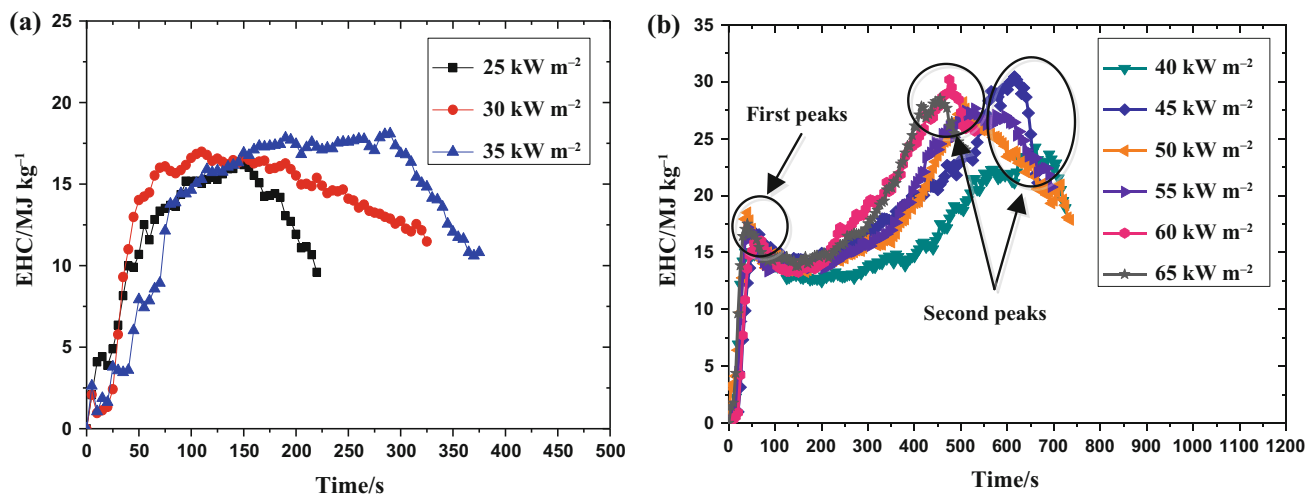 (a)
25 kW m⁻²
30 kW m⁻²
35 kW m⁻²
EHC/MJ kg⁻¹
25
20
15
10
5
0
0 50 100 150 200 250 300 350 400 450 500
Time/s
(b)
40 kW m⁻²
45 kW m⁻²
50 kW m⁻²
55 kW m⁻²
60 kW m⁻²
65 kW m⁻²
First peaks
Second peaks
EHC/MJ kg⁻¹
35
30
25
20
15
10
5
0
0 100 200 300 400 500 600 700 800 900 1000 1100 1200
Time/s